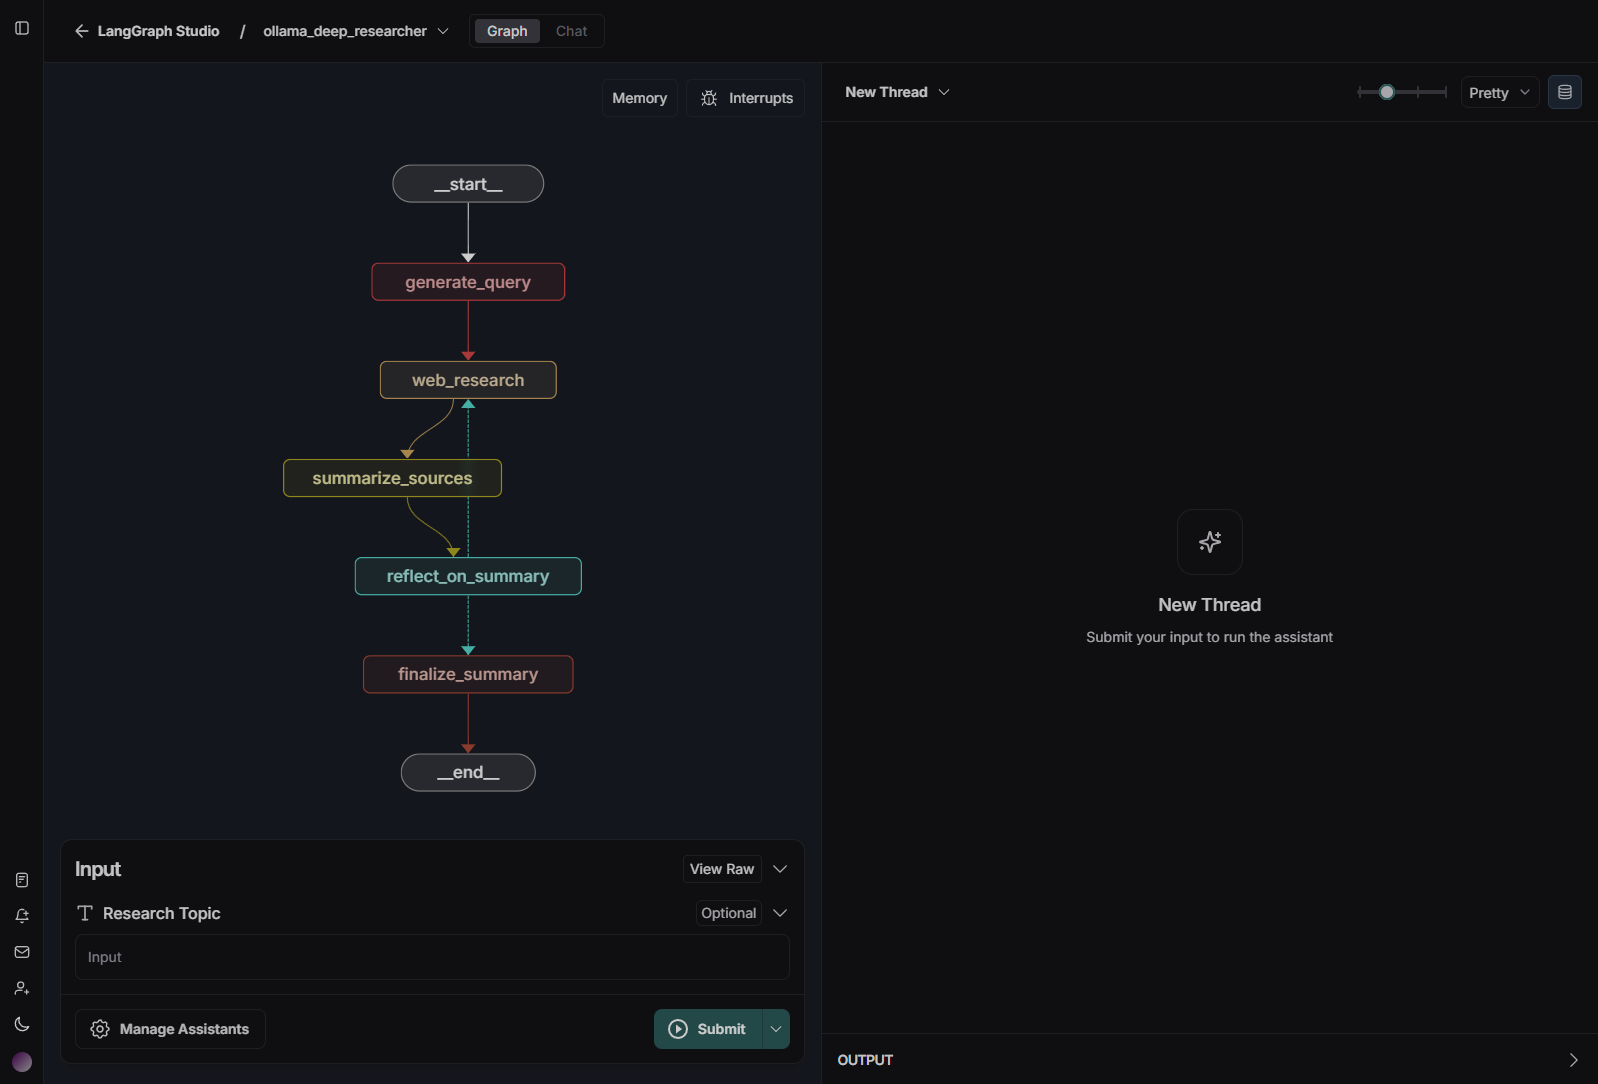 LangGraph Studio / ollama_deep_researcher
Graph
Chat
Memory
Interrupts
__start__
generate_query
web_research
summarize_sources
reflect_on_summary
finalize_summary
__end__
Input
View Raw
Research Topic
Optional
Input
Manage Assistants
Submit
New Thread
Pretty
New Thread
Submit your input to run the assistant
OUTPUT